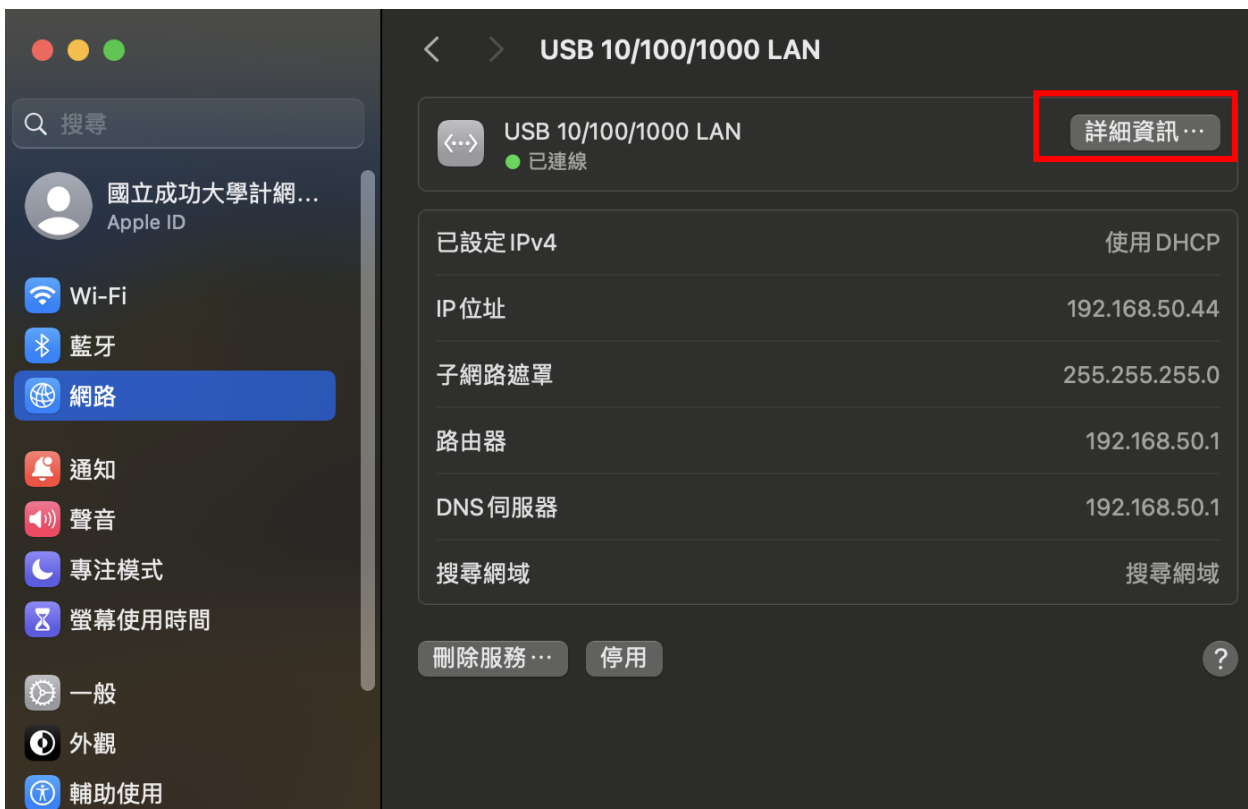 搜尋
國立成功大學計網...
Apple ID
Wi-Fi
藍牙
網路
通知
聲音
專注模式
螢幕使用時間
一般
外觀
輔助使用
USB 10/100/1000 LAN
USB 10/100/1000 LAN
已連線
詳細資訊⋯
已設定IPv4
使用DHCP
IP位址
192.168.50.44
子網路遮罩
255.255.255.0
路由器
192.168.50.1
DNS伺服器
192.168.50.1
搜尋網域
搜尋網域
刪除服務⋯
停用
?